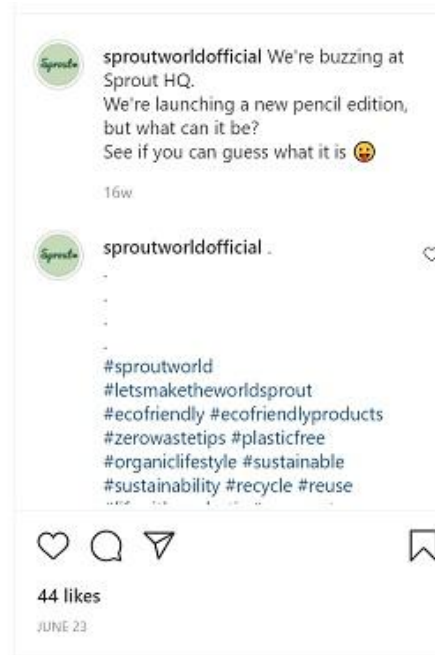 Sprout
sproutworldofficial We're buzzing at
Sprout HQ.
We're launching a new pencil edition,
but what can it be?
See if you can guess what it is 😛
16w
Sprout
sproutworldofficial .
.
.
.
.
#sproutworld
#letsmaketheworldsprout
#ecofriendly #ecofriendlyproducts
#zerowastetips #plasticfree
#organiclifestyle #sustainable
#sustainability #recycle #reuse
44 likes
JUNE 23